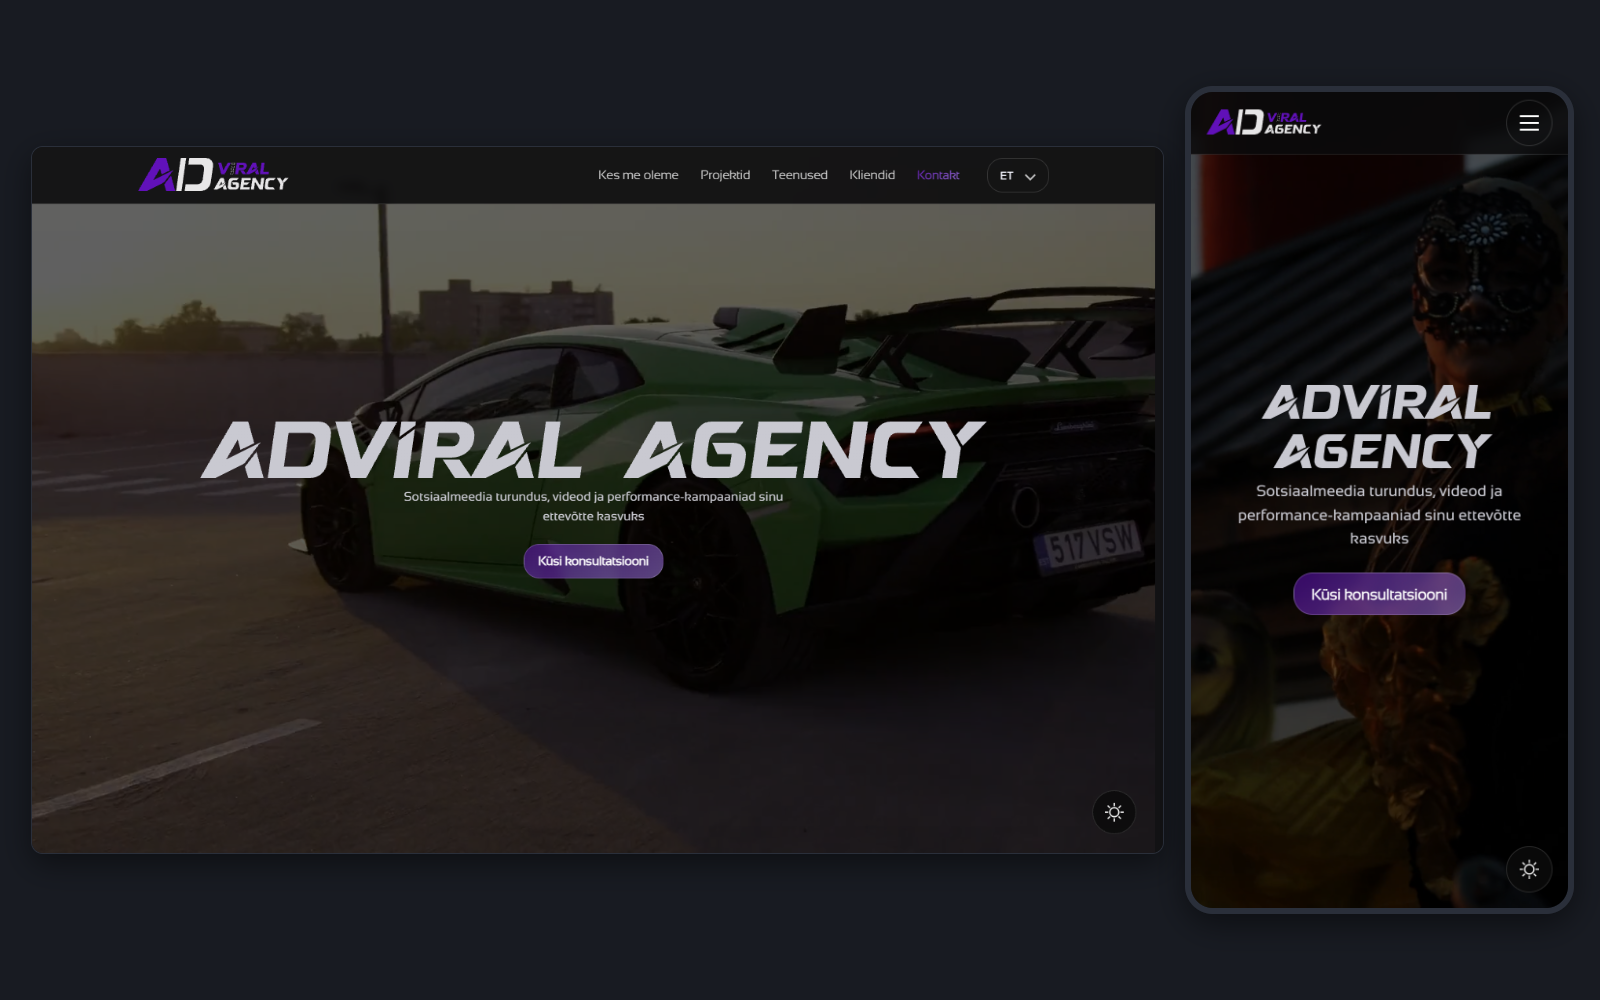 AD VIRAL
AGENCY
Kes me oleme
Projektid
Teenused
Kliendid
Kontakt
ET
ADVIRAL AGENCY
Sotsiaalmeedia turundus, videod ja performance-kampaaniad sinu
ettevõtte kasvuks
Küsi konsultatsiooni
517VSW
AD VIRAL
AGENCY
ADVIRAL
AGENCY
Sotsiaalmeedia turundus, videod ja
performance-kampaaniad sinu ettevõtte
kasvuks
Küsi konsultatsiooni